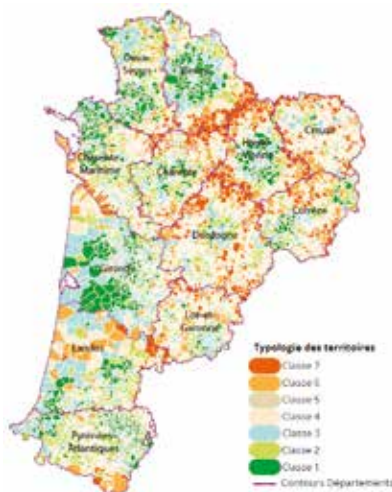 Deux-
Sèvres
Vienne
Creuse
Haute-
Vienne
Charente-
Maritime
Charente
Corrèze
Dordogne
Gironde
Lot-et-
Garonne
Landes
Pyrénées-
Atlantiques
Typologie des territoires
Classe 7
Classe 6
Classe 5
Classe 4
Classe 3
Classe 2
Classe 1
Contours Départements